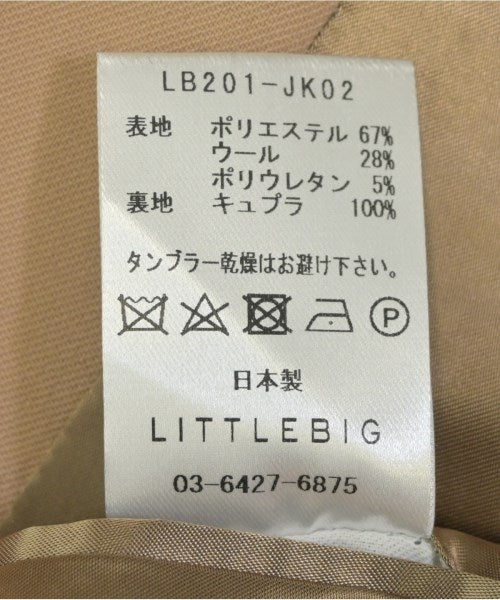 LB201-JK02
表地 ポリエステル 67%
ウール 28%
ポリウレタン 5%
裏地 キュプラ 100%
タンブラー乾燥はお避け下さい。
P
日本製
LITTLEBIG
03-6427-6875